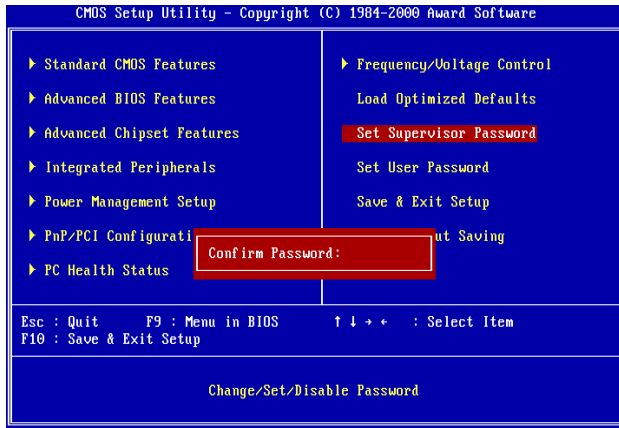 CMOS Setup Utility - Copyright (C) 1984-2000 Award Software
Standard CMOS Features
Advanced BIOS Features
Advanced Chipset Features
Integrated Peripherals
Power Management Setup
PnP/PCI Configurati
PC Health Status
Frequency/Voltage Control
Load Optimized Defaults
Set Supervisor Password
Set User Password
Save & Exit Setup
ut Saving
Confirm Password:
Esc : Quit F9 : Menu in BIOS ↑ ↓ → ← : Select Item
F10 : Save & Exit Setup
Change/Set/Disable Password